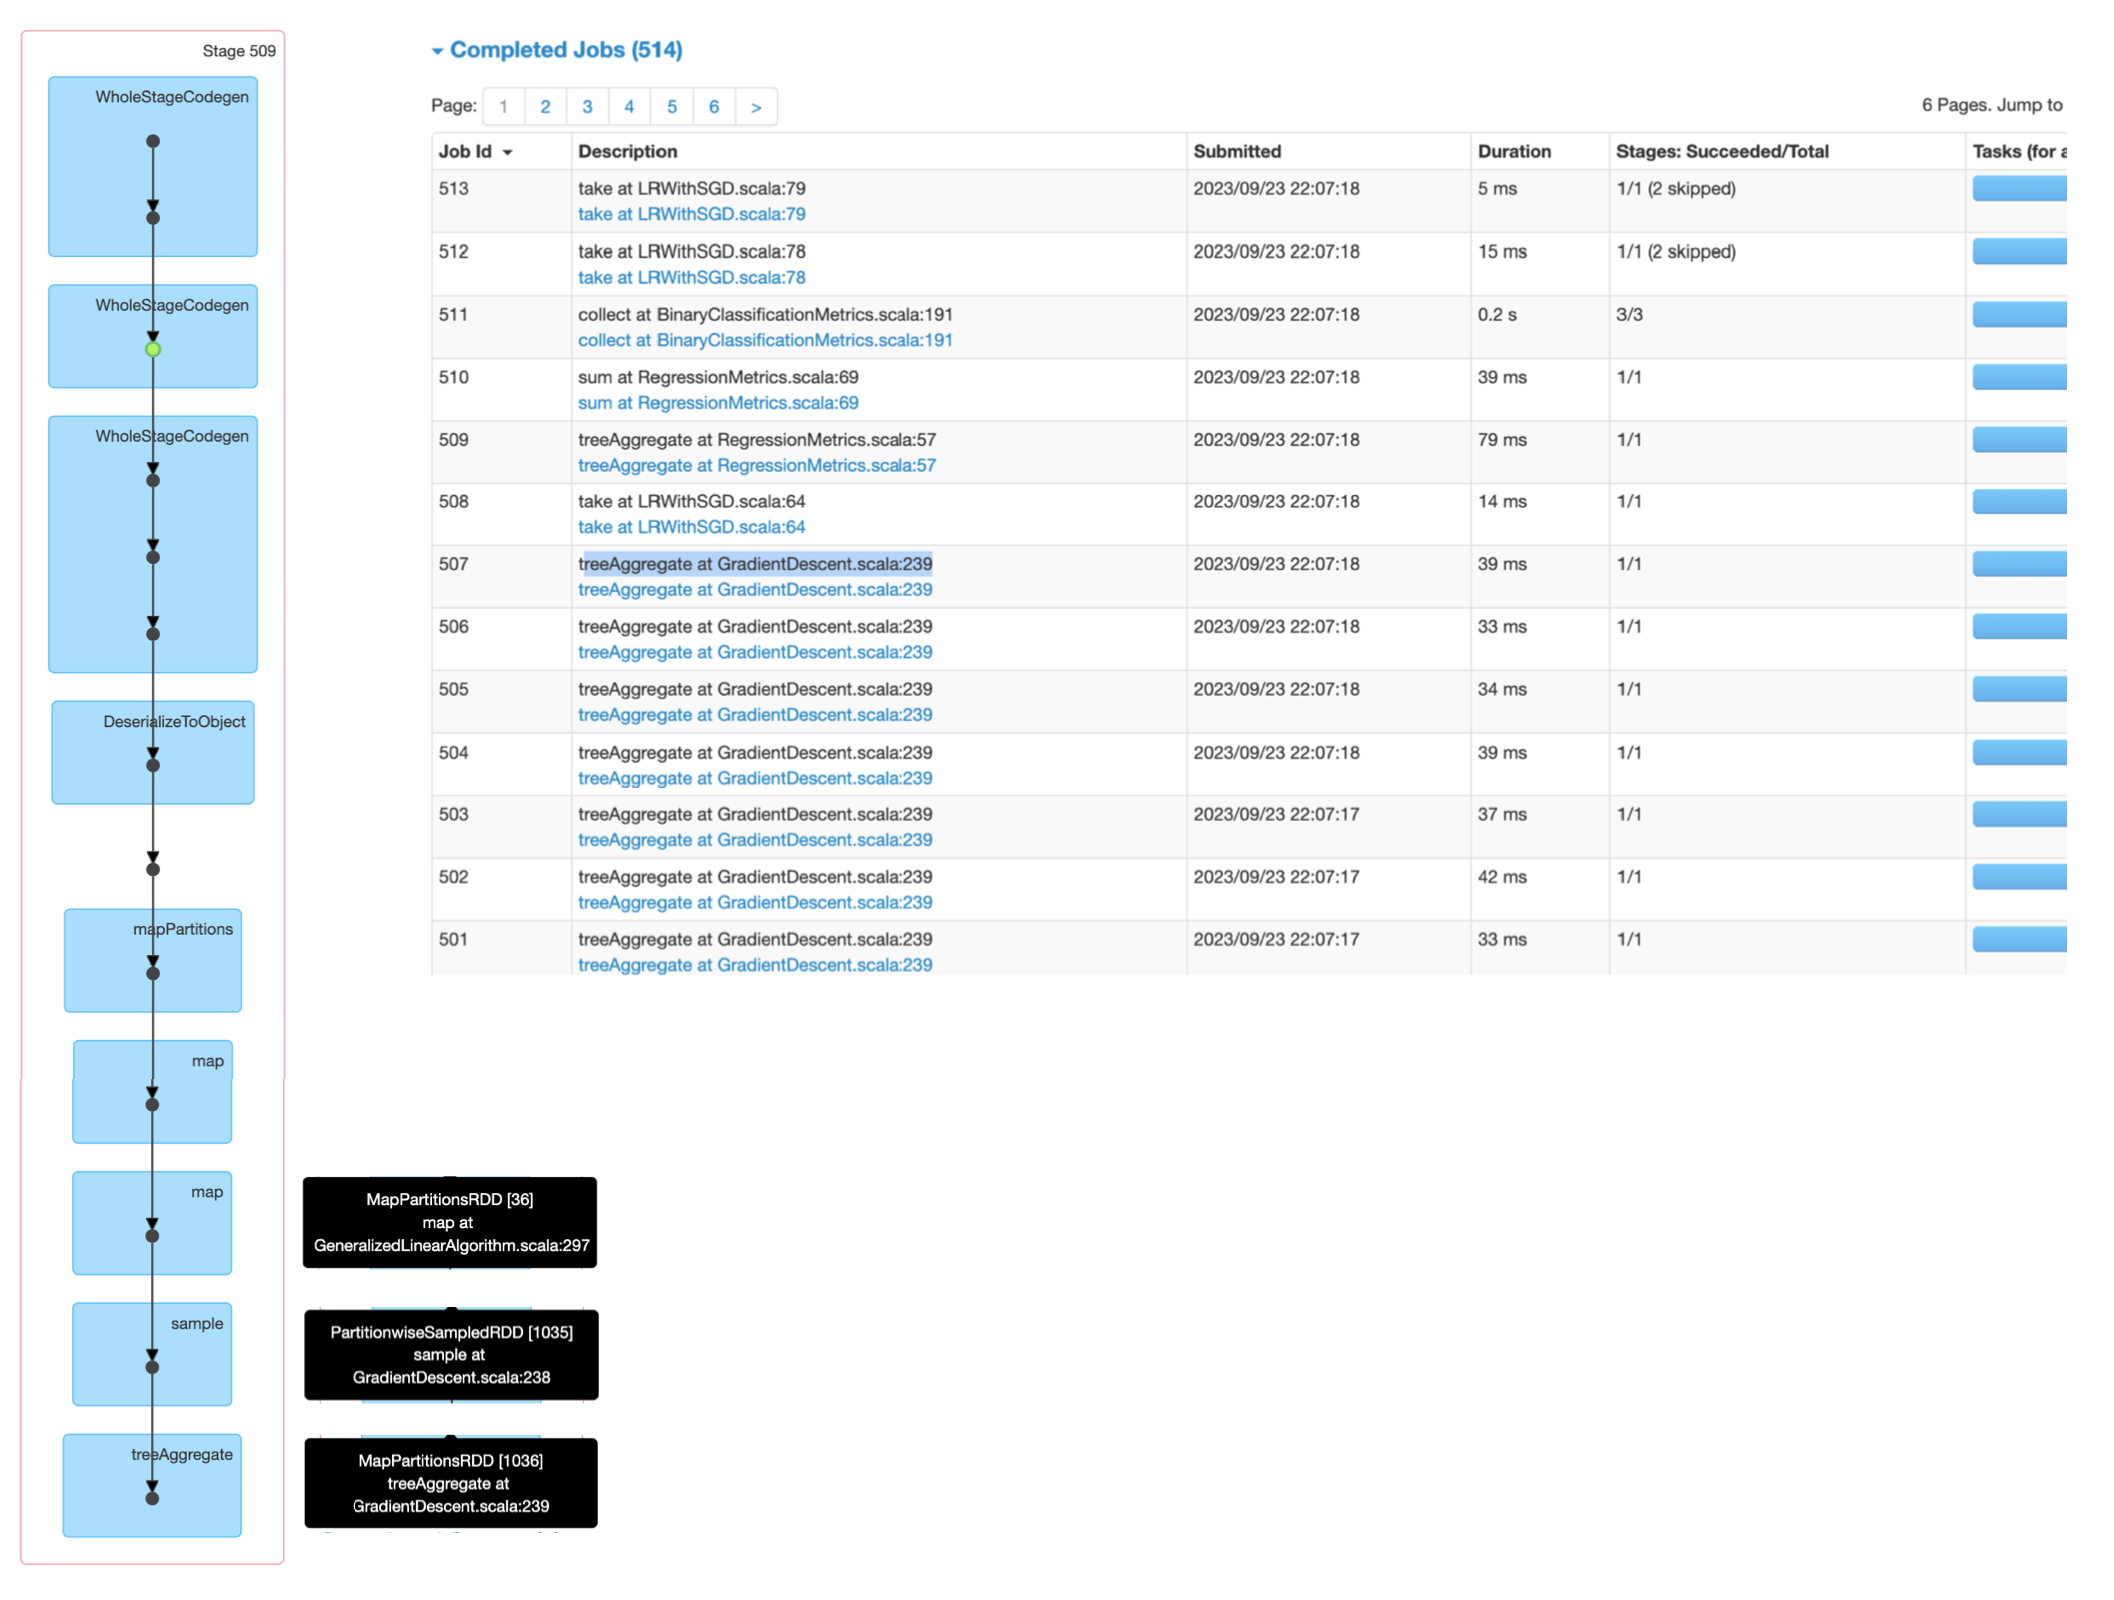 Stage 509
WholeStageCodegen
WholeStageCodegen
WholeStageCodegen
DeserializeToObject
mapPartitions
map
map
sample
treeAggregate
MapPartitionsRDD [36]
map at
GeneralizedLinearAlgorithm.scala:297
PartitionwiseSampledRDD [1035]
sample at
GradientDescent.scala:238
MapPartitionsRDD [1036]
treeAggregate at
GradientDescent.scala:239
Completed Jobs (514)
Page: 1 2 3 4 5 6 >
6 Pages. Jump to
Job Id Description Submitted Duration Stages: Succeeded/Total Tasks (for a
513 take at LRWithSGD.scala:79 2023/09/23 22:07:18 5 ms 1/1 (2 skipped)
take at LRWithSGD.scala:79
512 take at LRWithSGD.scala:78 2023/09/23 22:07:18 15 ms 1/1 (2 skipped)
take at LRWithSGD.scala:78
511 collect at BinaryClassificationMetrics.scala:191 2023/09/23 22:07:18 0.2 s 3/3
collect at BinaryClassificationMetrics.scala:191
510 sum at RegressionMetrics.scala:69 2023/09/23 22:07:18 39 ms 1/1
sum at RegressionMetrics.scala:69
509 treeAggregate at RegressionMetrics.scala:57 2023/09/23 22:07:18 79 ms 1/1
treeAggregate at RegressionMetrics.scala:57
508 take at LRWithSGD.scala:64 2023/09/23 22:07:18 14 ms 1/1
take at LRWithSGD.scala:64
507 treeAggregate at GradientDescent.scala:239 2023/09/23 22:07:18 39 ms 1/1
treeAggregate at GradientDescent.scala:239
506 treeAggregate at GradientDescent.scala:239 2023/09/23 22:07:18 33 ms 1/1
treeAggregate at GradientDescent.scala:239
505 treeAggregate at GradientDescent.scala:239 2023/09/23 22:07:18 34 ms 1/1
treeAggregate at GradientDescent.scala:239
504 treeAggregate at GradientDescent.scala:239 2023/09/23 22:07:18 39 ms 1/1
treeAggregate at GradientDescent.scala:239
503 treeAggregate at GradientDescent.scala:239 2023/09/23 22:07:17 37 ms 1/1
treeAggregate at GradientDescent.scala:239
502 treeAggregate at GradientDescent.scala:239 2023/09/23 22:07:17 42 ms 1/1
treeAggregate at GradientDescent.scala:239
501 treeAggregate at GradientDescent.scala:239 2023/09/23 22:07:17 33 ms 1/1
treeAggregate at GradientDescent.scala:239